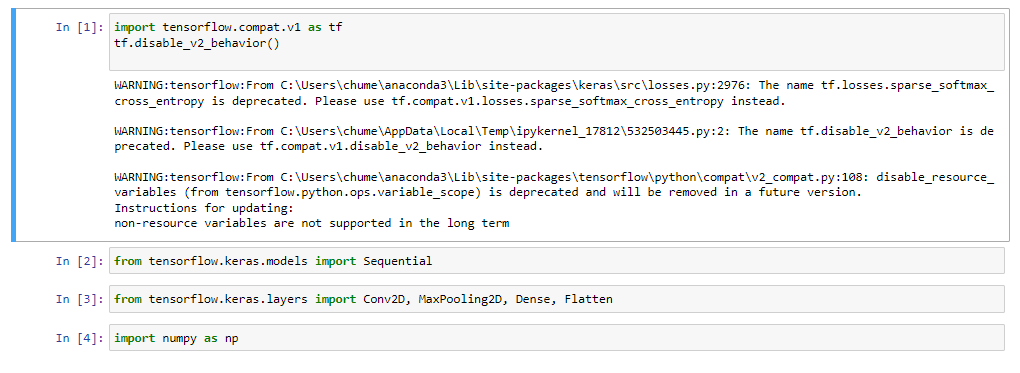 In [1]: import tensorflow.compat.v1 as tf
tf.disable_v2_behavior()
WARNING:tensorflow:From C:\Users\chume\anaconda3\Lib\site-packages\keras\src\losses.py:2976: The name tf.losses.sparse_softmax_
cross_entropy is deprecated. Please use tf.compat.v1.losses.sparse_softmax_cross_entropy instead.
WARNING:tensorflow:From C:\Users\chume\AppData\Local\Temp\ipykernel_17812\532503445.py:2: The name tf.disable_v2_behavior is de
precated. Please use tf.compat.v1.disable_v2_behavior instead.
WARNING:tensorflow:From C:\Users\chume\anaconda3\Lib\site-packages\tensorflow\python\compat\v2_compat.py:108: disable_resource_
variables (from tensorflow.python.ops.variable_scope) is deprecated and will be removed in a future version.
Instructions for updating:
non-resource variables are not supported in the long term
In [2]: from tensorflow.keras.models import Sequential
In [3]: from tensorflow.keras.layers import Conv2D, MaxPooling2D, Dense, Flatten
In [4]: import numpy as np